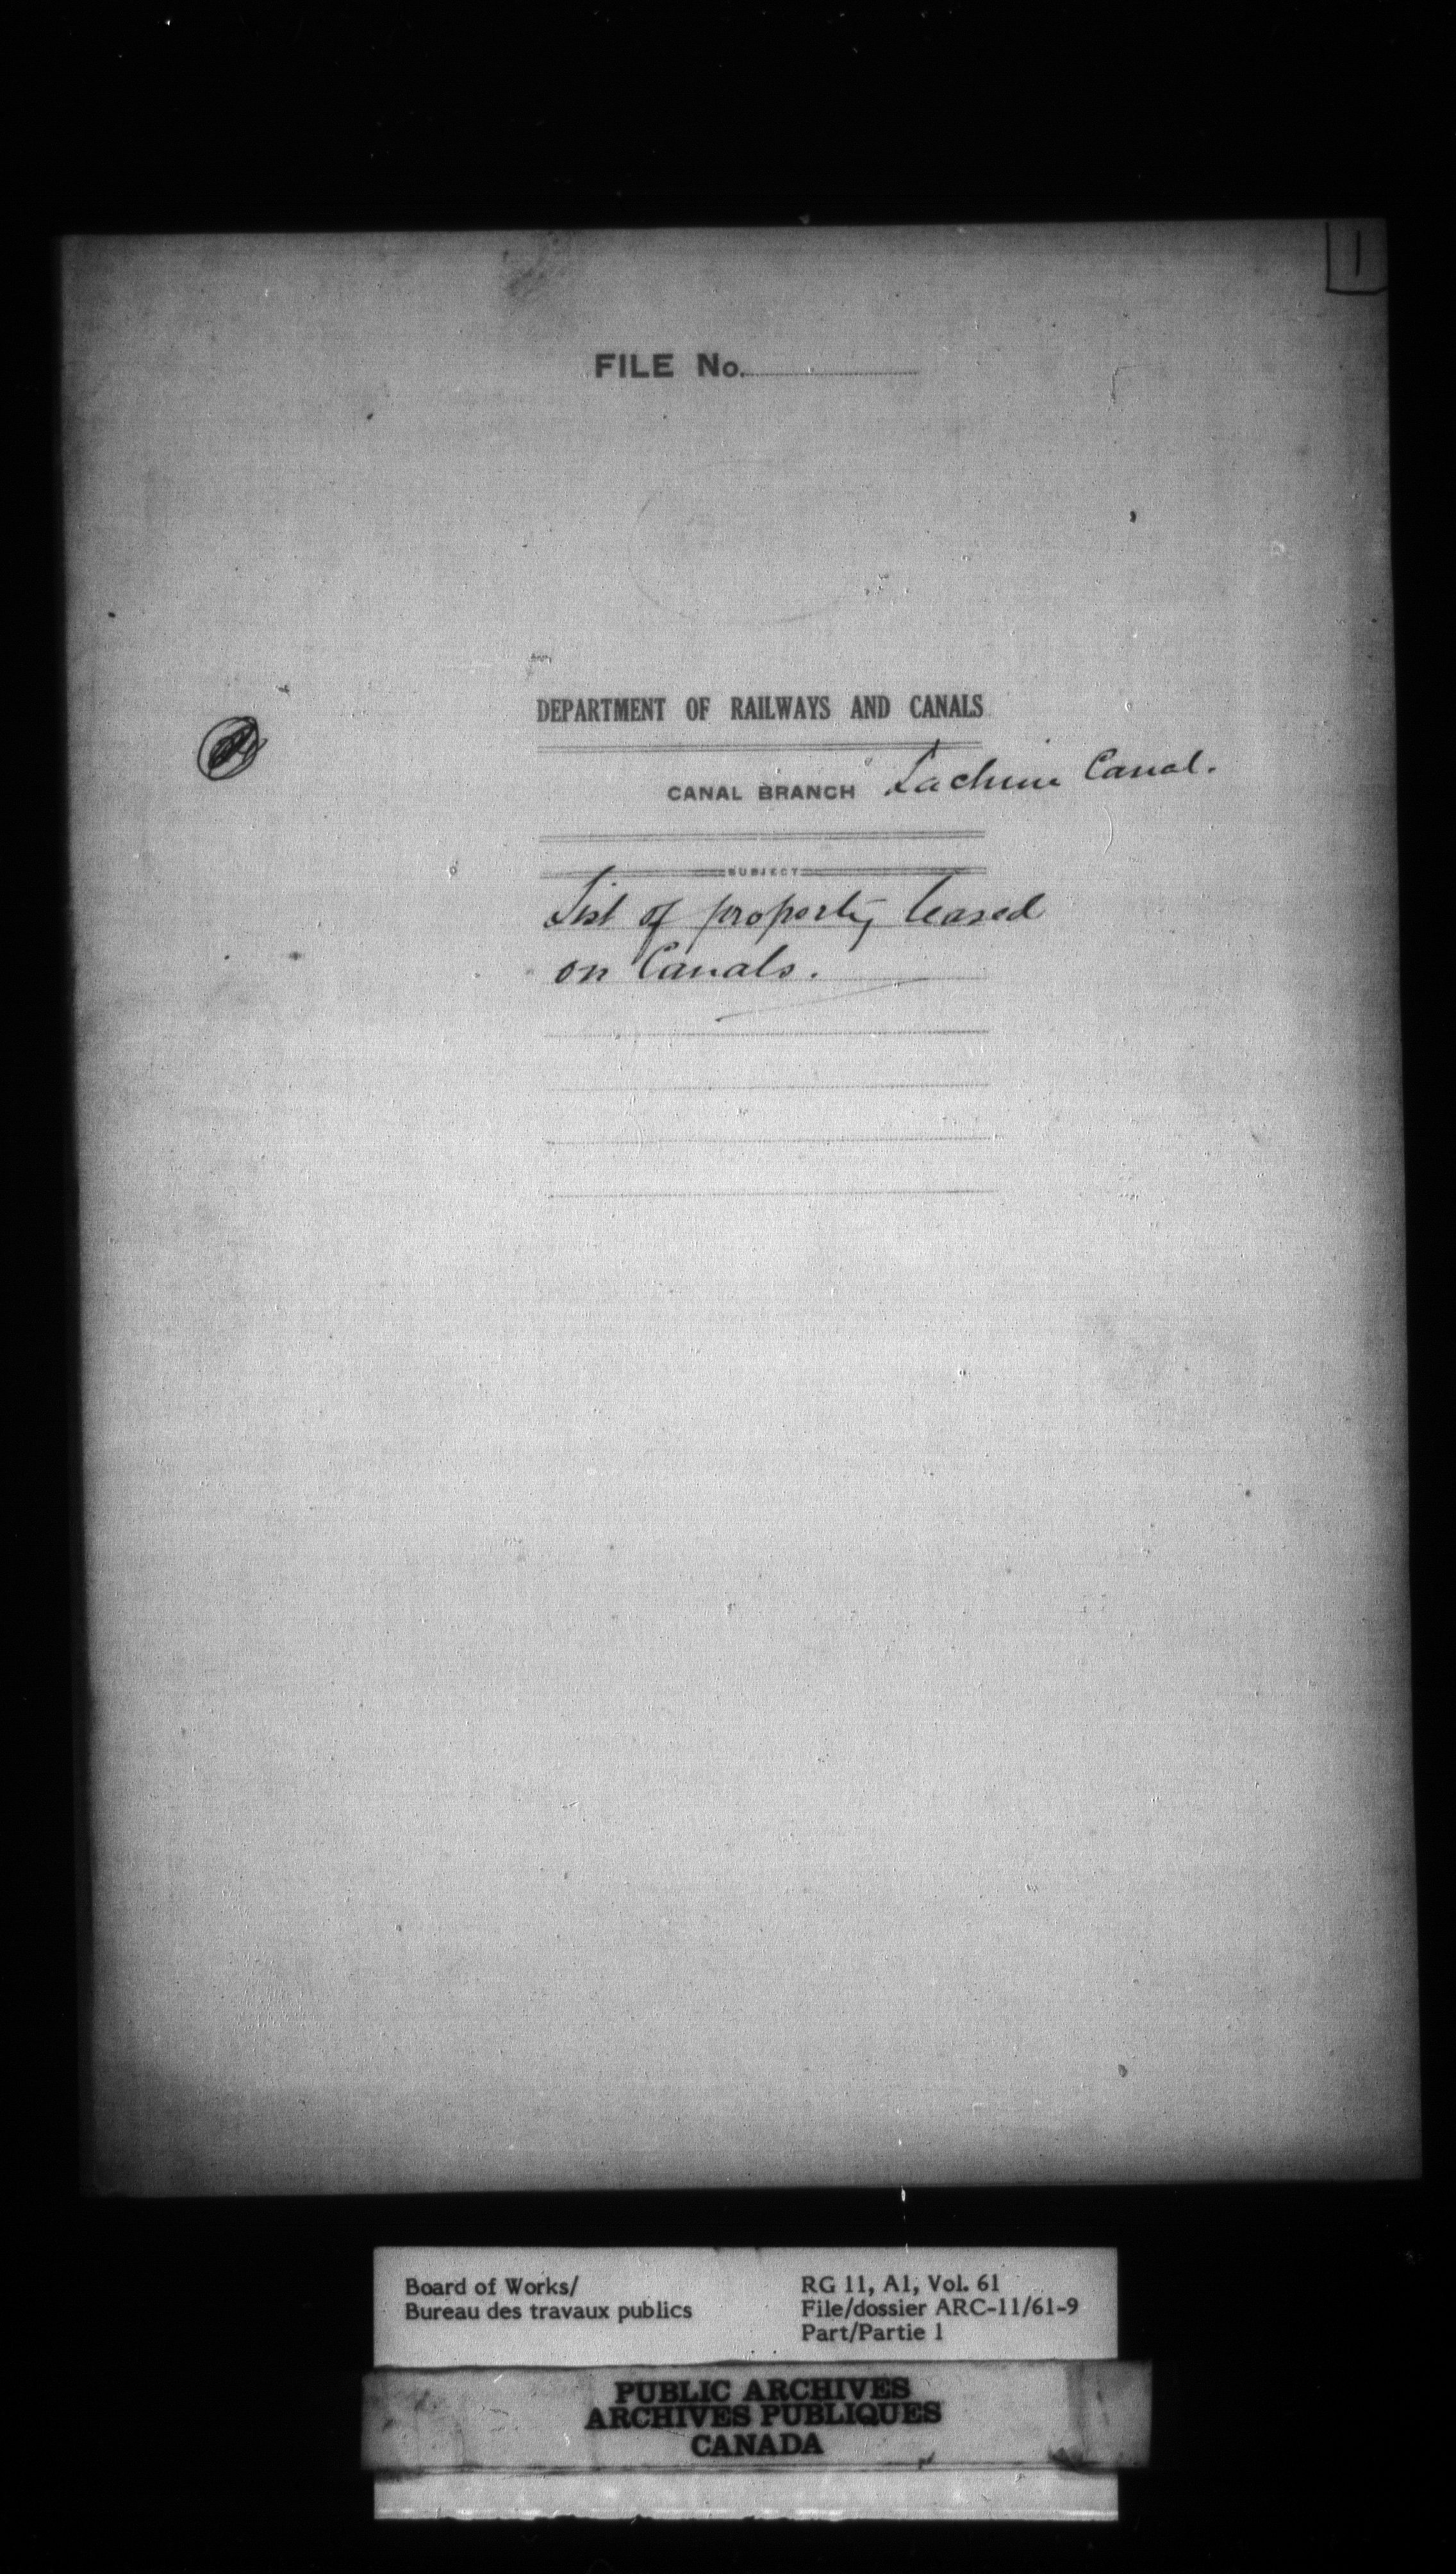 1
FILE No.
DEPARTMENT OF RAILWAYS AND CANALS
CANAL BRANCH Lachine Canal.
SUBJECT
List of property leased
on Canals.
Board of Works/
Bureau des travaux publics
RG 11, A1, Vol. 61
File/dossier ARC-11/61-9
Part/Partie 1
PUBLIC ARCHIVES
ARCHIVES PUBLIQUES
CANADA